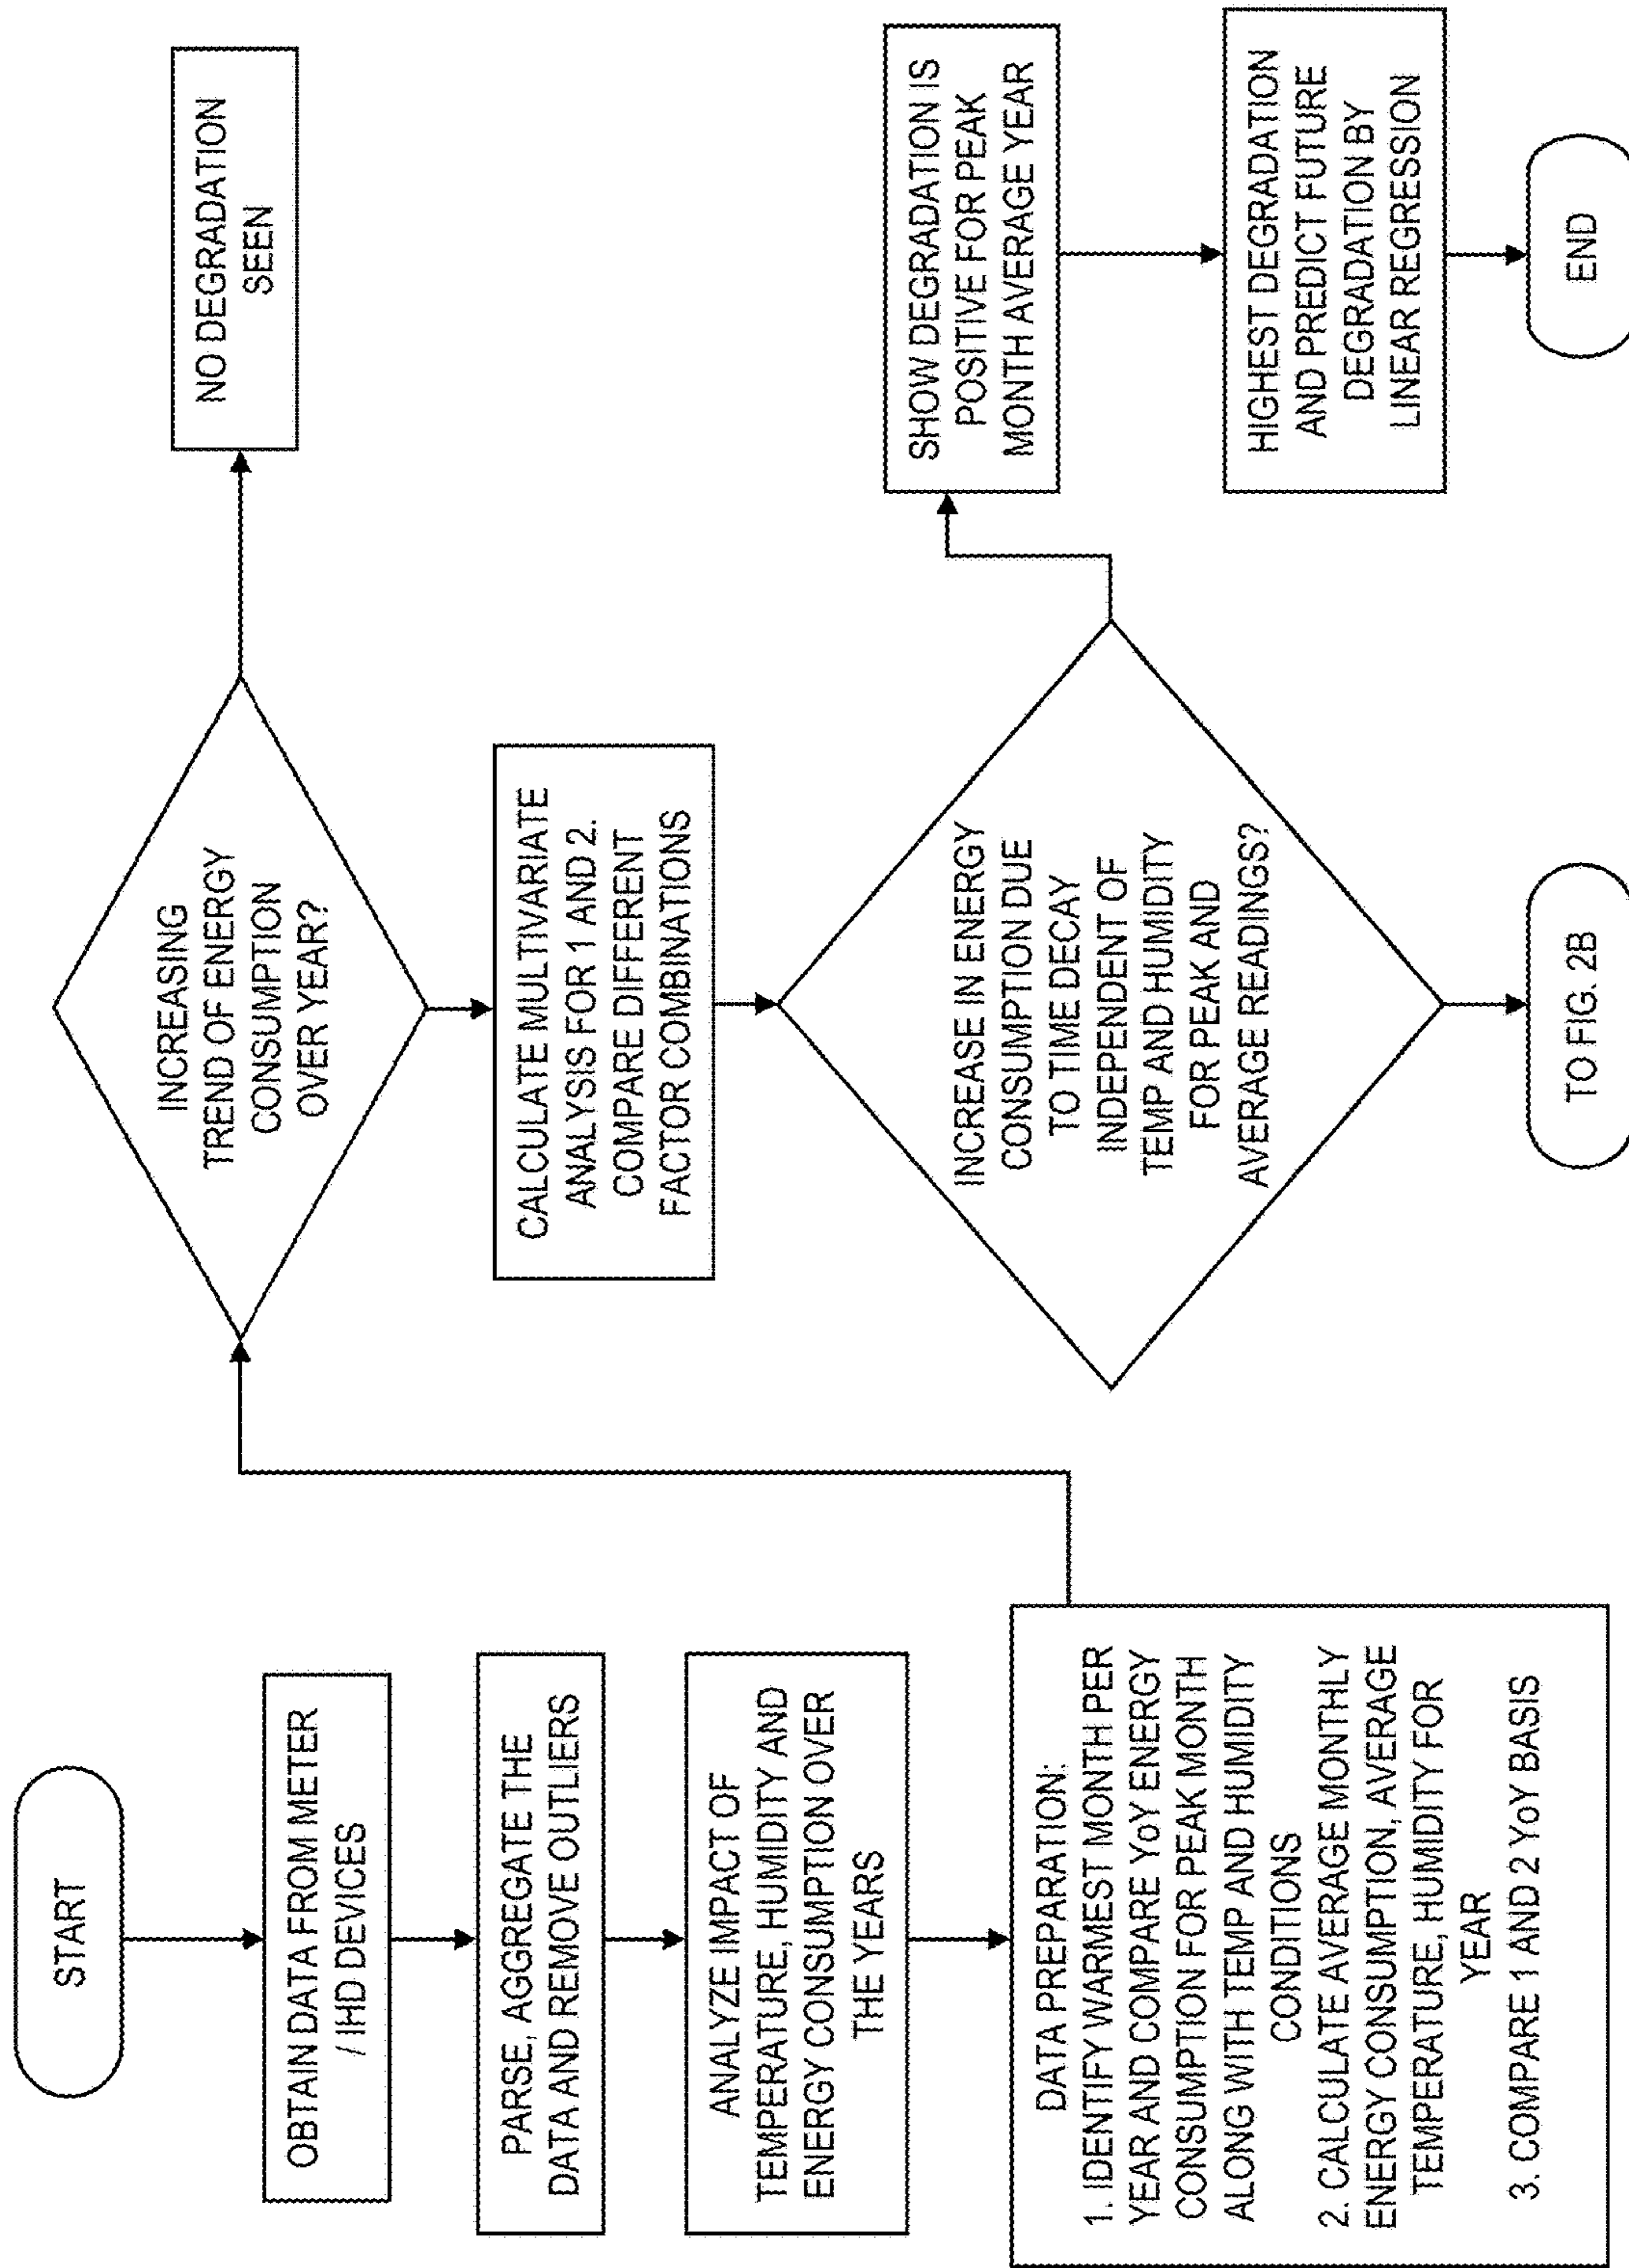 START
OBTAIN DATA FROM METER
/ IHD DEVICES
PARSE, AGGREGATE THE
DATA AND REMOVE OUTLIERS
ANALYZE IMPACT OF
TEMPERATURE, HUMIDITY AND
ENERGY CONSUMPTION OVER
THE YEARS
DATA PREPARATION:
1. IDENTIFY WARMEST MONTH PER
YEAR AND COMPARE YoY ENERGY
CONSUMPTION FOR PEAK MONTH
ALONG WITH TEMP AND HUMIDITY
CONDITIONS
2. CALCULATE AVERAGE MONTHLY
ENERGY CONSUMPTION, AVERAGE
TEMPERATURE, HUMIDITY FOR
YEAR
3. COMPARE 1 AND 2 YoY BASIS
INCREASING
TREND OF ENERGY
CONSUMPTION
OVER YEAR?
NO DEGRADATION
SEEN
CALCULATE MULTIVARIATE
ANALYSIS FOR 1 AND 2.
COMPARE DIFFERENT
FACTOR COMBINATIONS
INCREASE IN ENERGY
CONSUMPTION DUE
TO TIME DECAY
INDEPENDENT OF
TEMP AND HUMIDITY
FOR PEAK AND
AVERAGE READINGS?
TO FIG. 2B
SHOW DEGRADATION IS
POSITIVE FOR PEAK
MONTH AVERAGE YEAR
HIGHEST DEGRADATION
AND PREDICT FUTURE
DEGRADATION BY
LINEAR REGRESSION
END